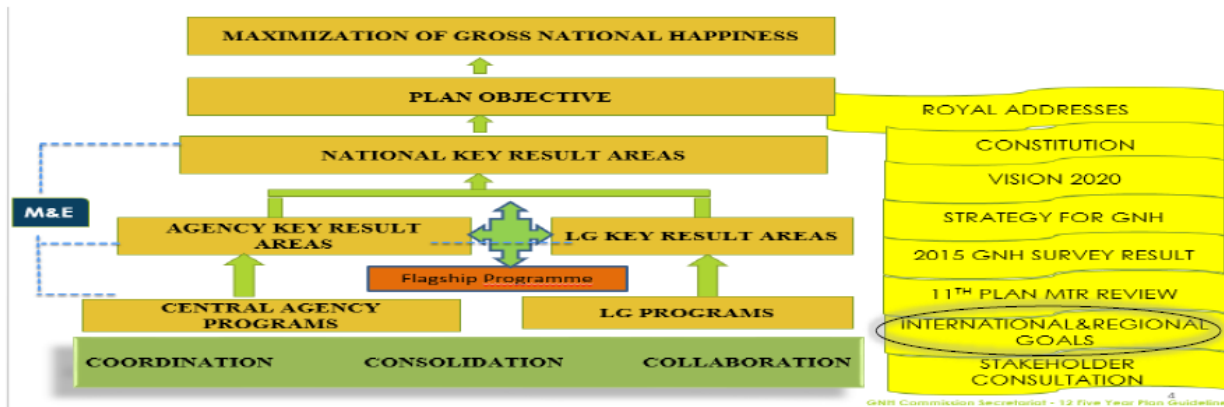 MAXIMIZATION OF GROSS NATIONAL HAPPINESS
PLAN OBJECTIVE
NATIONAL KEY RESULT AREAS
M&E
AGENCY KEY RESULT
AREAS
LG KEY RESULT AREAS
Flagship Programme
CENTRAL AGENCY
PROGRAMS
LG PROGRAMS
COORDINATION CONSOLIDATION COLLABORATION
ROYAL ADDRESSES
CONSTITUTION
VISION 2020
STRATEGY FOR GNH
2015 GNH SURVEY RESULT
11TH PLAN MTR REVIEW
INTERNATIONAL&REGIONAL
GOALS
STAKEHOLDER
CONSULTATION
4
GNH Commission Secretariat - 12 Five Year Plan Guideline